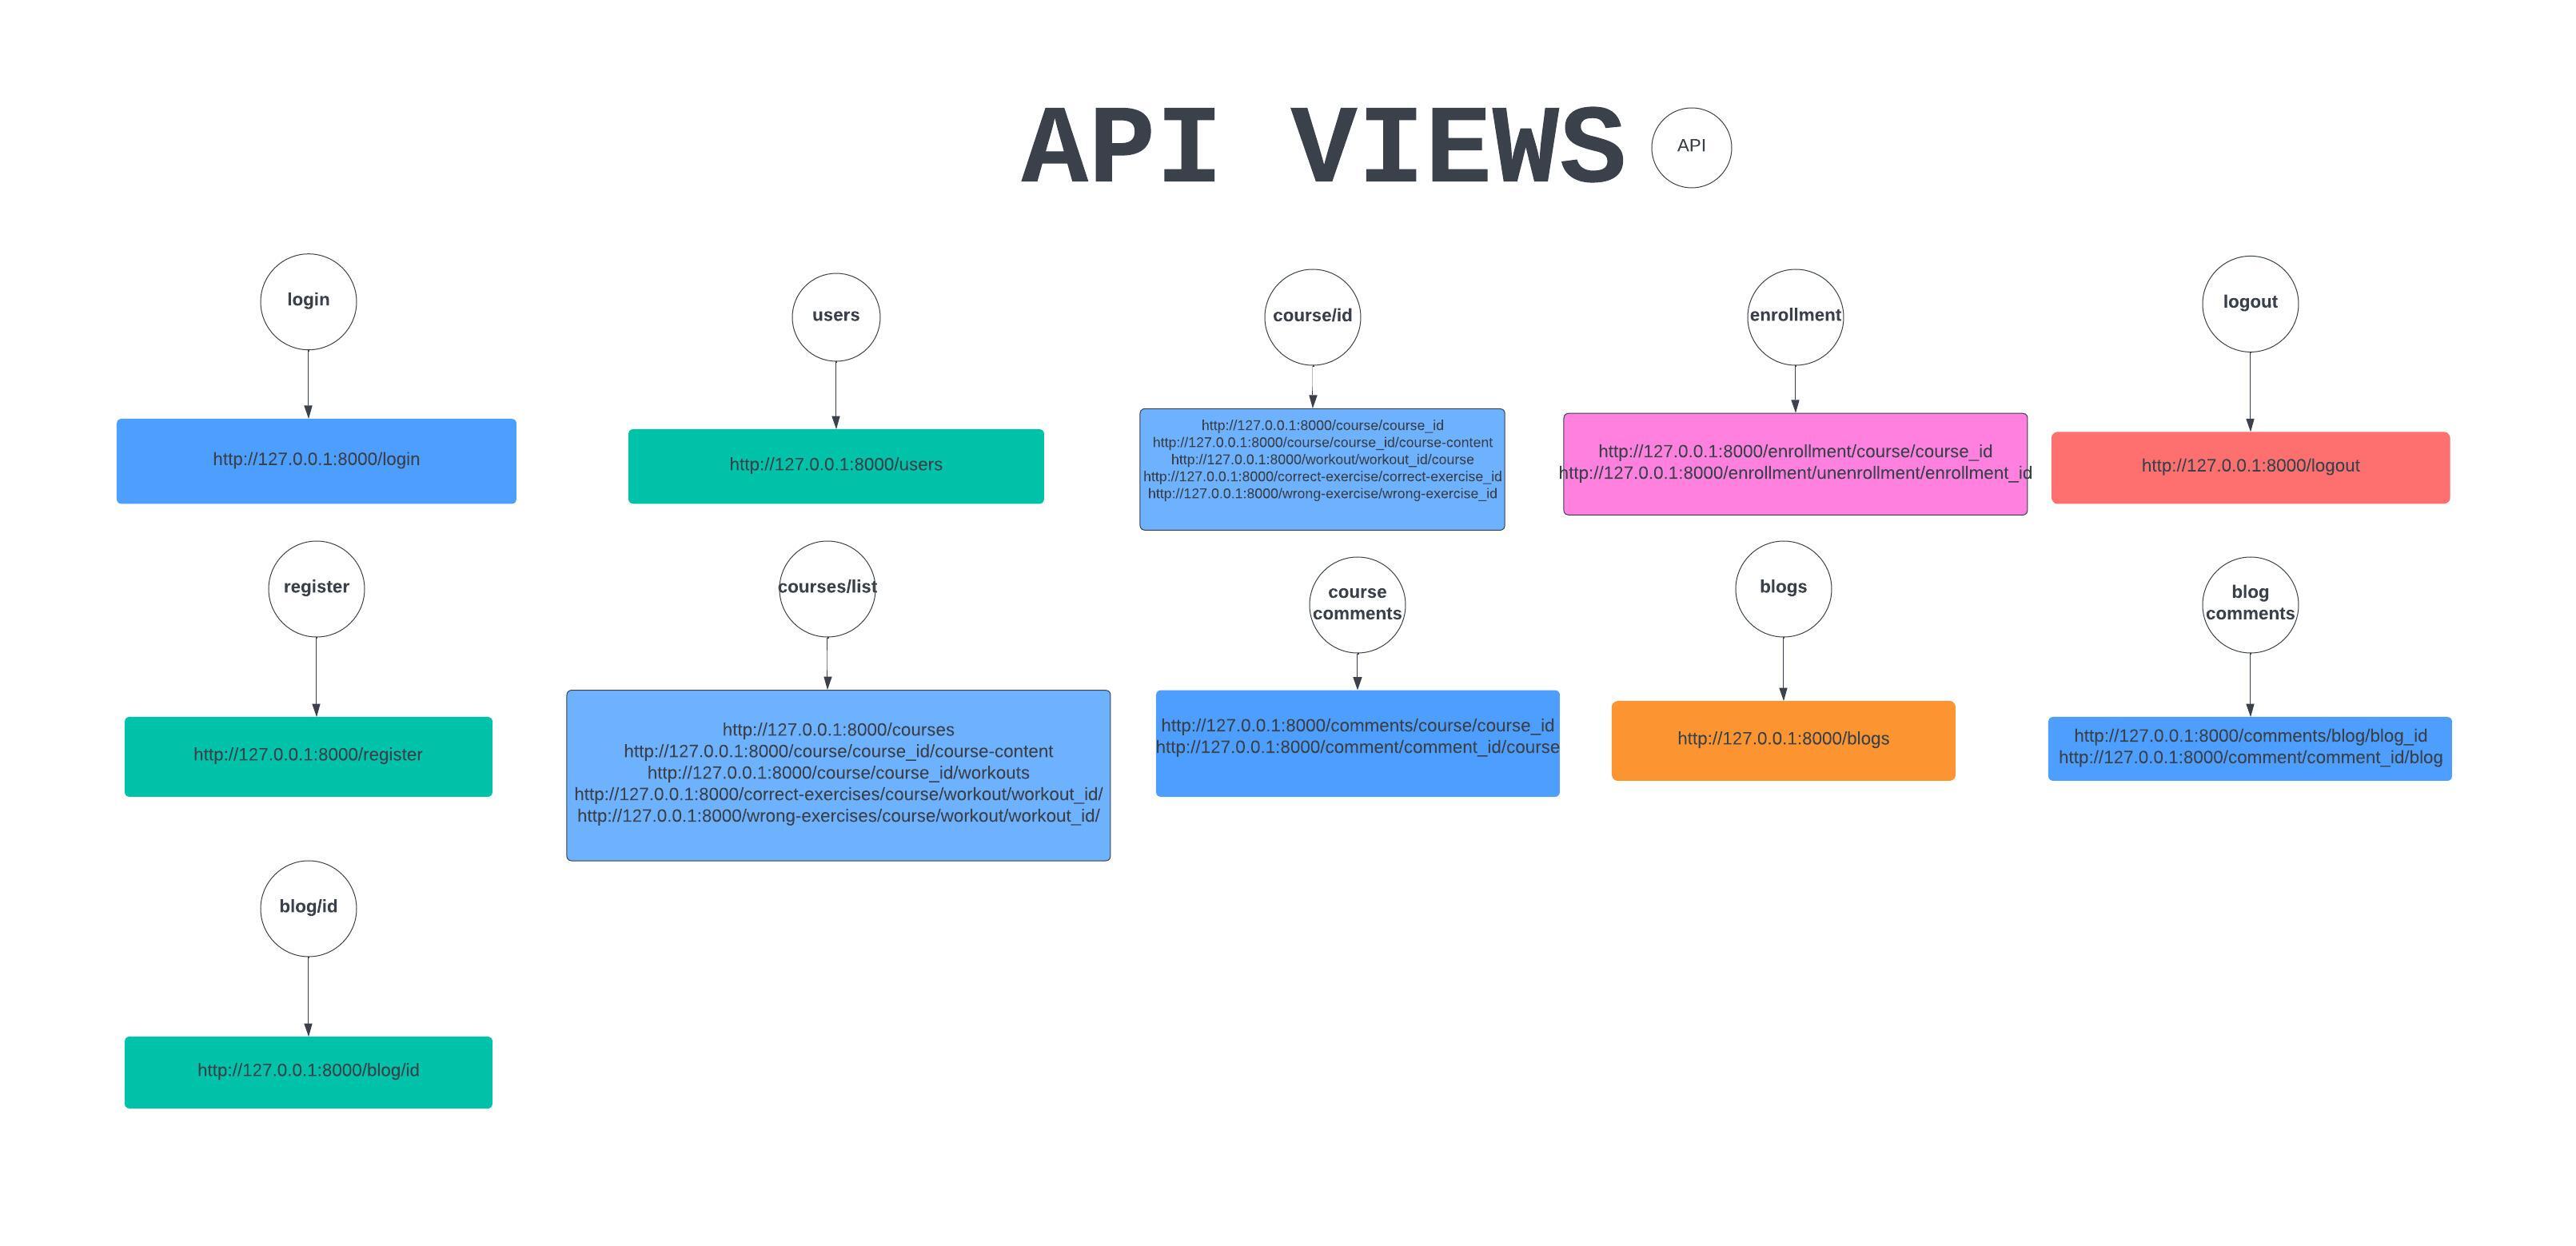 API VIEWS
API
login
http://127.0.0.1:8000/login
users
http://127.0.0.1:8000/users
course/id
http://127.0.0.1:8000/course/course_id
http://127.0.0.1:8000/course/course_id/course-content
http://127.0.0.1:8000/workout/workout_id/course
http://127.0.0.1:8000/correct-exercise/correct-exercise_id
http://127.0.0.1:8000/wrong-exercise/wrong-exercise_id
enrollment
http://127.0.0.1:8000/enrollment/course/course_id
http://127.0.0.1:8000/enrollment/unenrollment/enrollment_id
logout
http://127.0.0.1:8000/logout
register
http://127.0.0.1:8000/register
courses/list
http://127.0.0.1:8000/courses
http://127.0.0.1:8000/course/course_id/course-content
http://127.0.0.1:8000/course/course_id/workouts
http://127.0.0.1:8000/correct-exercises/course/workout/workout_id/
http://127.0.0.1:8000/wrong-exercises/course/workout/workout_id/
course
comments
http://127.0.0.1:8000/comments/course/course_id
http://127.0.0.1:8000/comment/comment_id/course
blogs
http://127.0.0.1:8000/blogs
blog
comments
http://127.0.0.1:8000/comments/blog/blog_id
http://127.0.0.1:8000/comment/comment_id/blog
blog/id
http://127.0.0.1:8000/blog/id